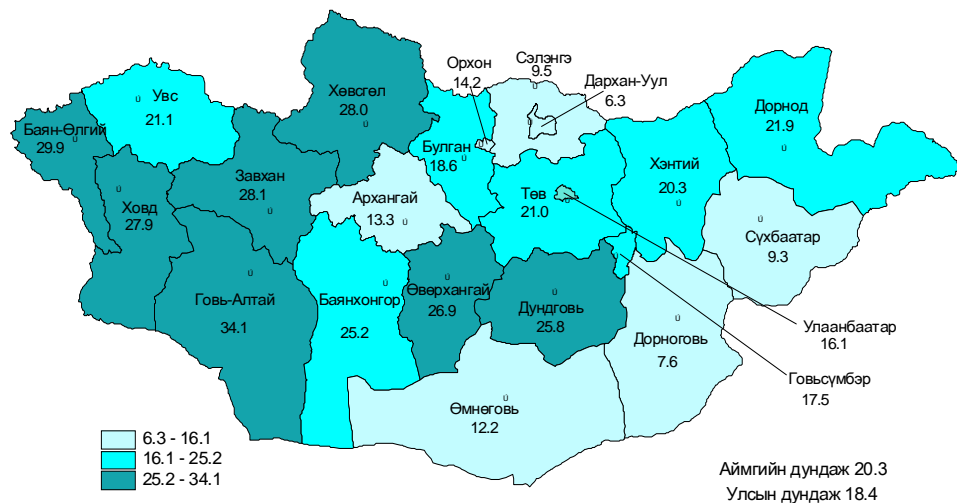 Орхон
14.2
Сэлэнгэ
9.5
Дархан-Уул
6.3
Хөвсгөл
28.0
Увс
21.1
Дорнод
21.9
Баян-Өлгий
29.9
Булган
18.6
Хэнтий
20.3
Завхан
28.1
Архангай
13.3
Төв
21.0
Ховд
27.9
Сүхбаатар
9.3
Говь-Алтай
34.1
Баянхонгор
25.2
Өвөрхангай
26.9
Дундговь
25.8
Дорноговь
7.6
Улаанбаатар
16.1
Говьсүмбэр
17.5
Өмнөговь
12.2
6.3 - 16.1
16.1 - 25.2
25.2 - 34.1
Аймгийн дундаж 20.3
Улсын дундаж 18.4